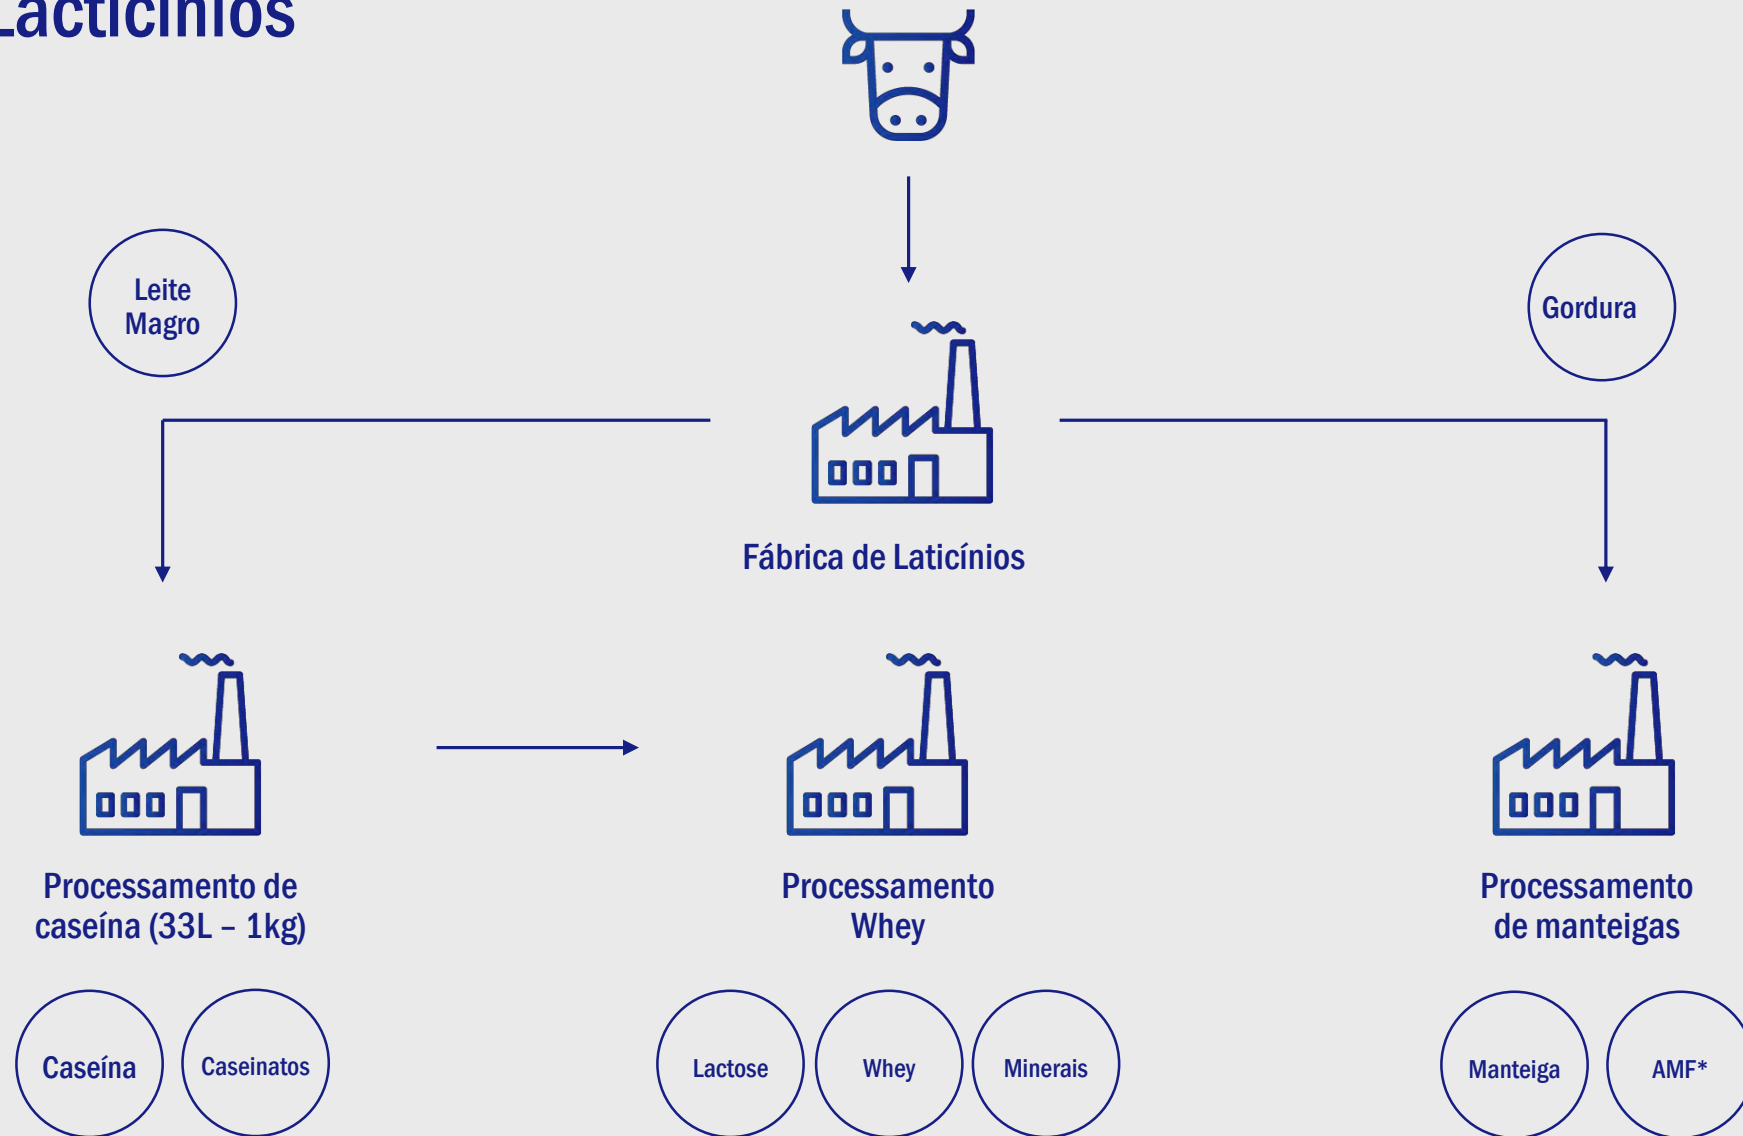 Lacticínios
Leite
Magro
Gordura
Fábrica de Laticínios
Processamento de
caseína (33L – 1kg)
Processamento
Whey
Processamento
de manteigas
Caseína
Caseinatos
Lactose
Whey
Minerais
Manteiga
AMF*